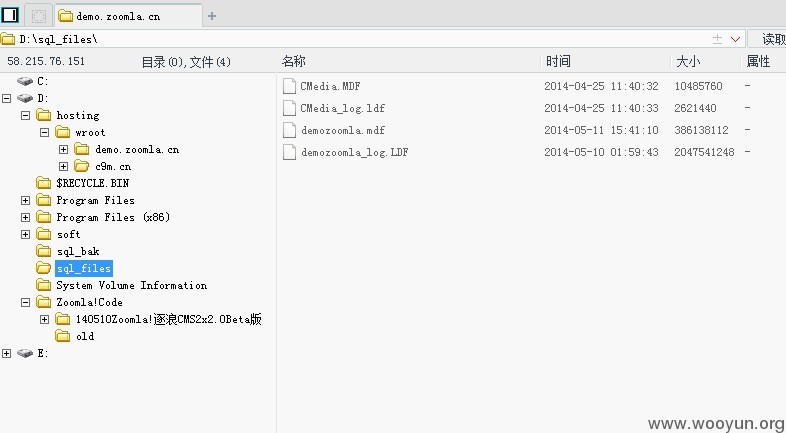 demo.zoomla.cn
D:\sql_files\
读取
58.215.76.151
目录(0),文件(4)
名称 时间 大小 属性
C:
D:
hosting
wroot
demo.zoomla.cn
c9m.cn
$RECYCLE.BIN
Program Files
Program Files (x86)
soft
sql_bak
sql_files
System Volume Information
Zoomla!Code
140510Zoomla!逐浪CMS2x2.0Beta版
old
E:
CMedia.MDF 2014-04-25 11:40:32 10485760 -
CMedia_log.ldf 2014-04-25 11:40:33 2621440 -
demozoomla.mdf 2014-05-11 15:41:10 386138112 -
demozoomla_log.LDF 2014-05-10 01:59:43 2047541248 -
www.wooyun.org